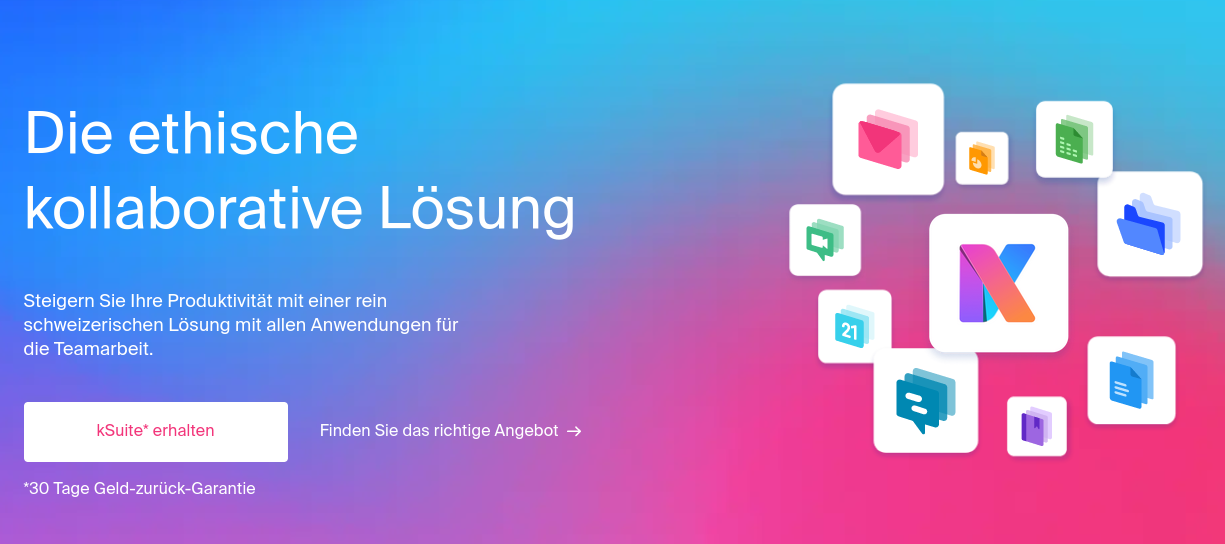 Die ethische
kollaborative Lösung
Steigern Sie Ihre Produktivität mit einer rein
schweizerischen Lösung mit allen Anwendungen für
die Teamarbeit.
kSuite* erhalten
Finden Sie das richtige Angebot →
*30 Tage Geld-zurück-Garantie
21